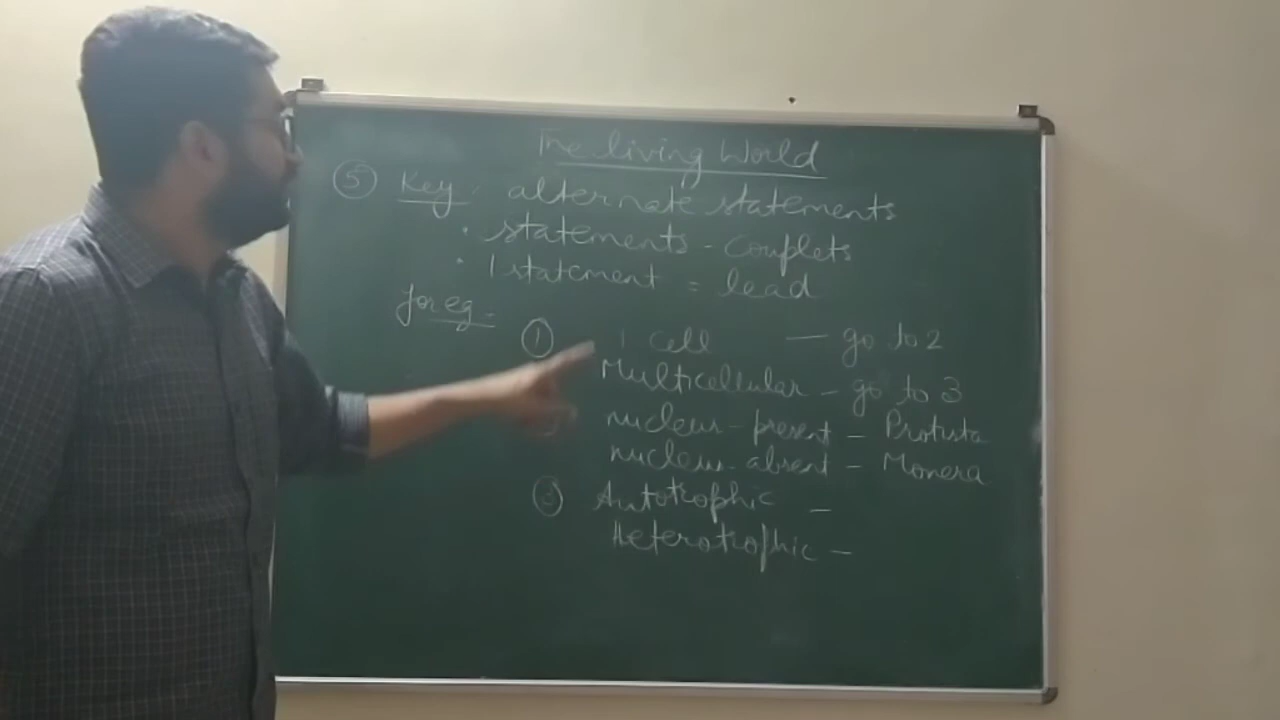 The living World
⑤ Key : alternate statements
· statements - couplets
· 1 statement = lead
for eg -
① 1 cell — go to 2
Multicellular - go to 3
nucleus - present - Protista
nucleus - absent - Monera
③ Autotrophic -
Heterotrophic -